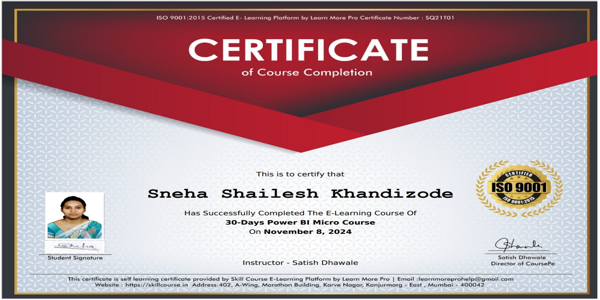 ISO 9001:2015 Certified E- Learning Platform by Learn More Pro Certificate Number : SQ21T01
CERTIFICATE
of Course Completion
This is to certify that
Sneha Shailesh Khandizode
Has Successfully Completed The E-Learning Course Of
30-Days Power BI Micro Course
On November 8, 2024
CERTIFIED
ISO 9001
ISO 9001:2015
Student Signature
Instructor - Satish Dhawale
Satish Dhawale
Director of CoursePe
This certificate is self learning certificate provided by Skill Course E-Learning Platform by Learn More Pro | Email :learnmoreprohelp@gmail.com
Website : https://skillcourse.in Address:402, A-Wing, Marathon Building, Karve Nagar, Kanjurmarg - East , Mumbai - 400042